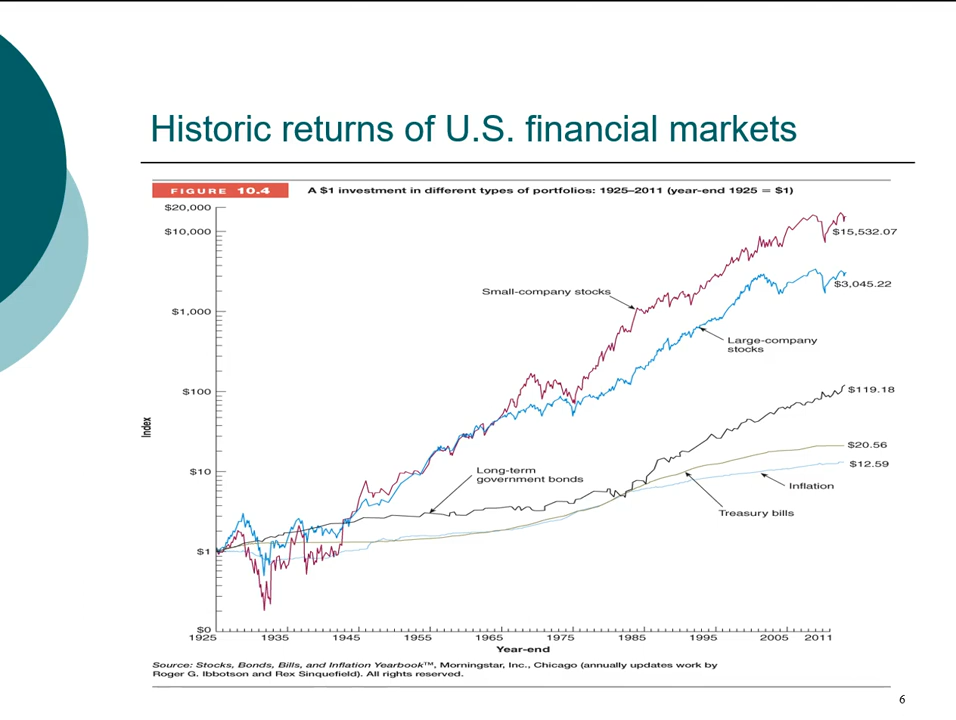 Historic returns of U.S. financial markets
FIGURE 10.4
A $1 investment in different types of portfolios: 1925–2011 (year-end 1925 = $1)
$20,000
$10,000
$15,532.07
Small-company stocks
$3,045.22
$1,000
Large-company
stocks
$100
$119.18
Index
$20.56
$10
Long-term
government bonds
$12.59
Inflation
Treasury bills
$1
$0
1925 1935 1945 1955 1965 1975 1985 1995 2005 2011
Year-end
Source: Stocks, Bonds, Bills, and Inflation Yearbook™, Morningstar, Inc., Chicago (annually updates work by
Roger G. Ibbotson and Rex Sinquefield). All rights reserved.
6